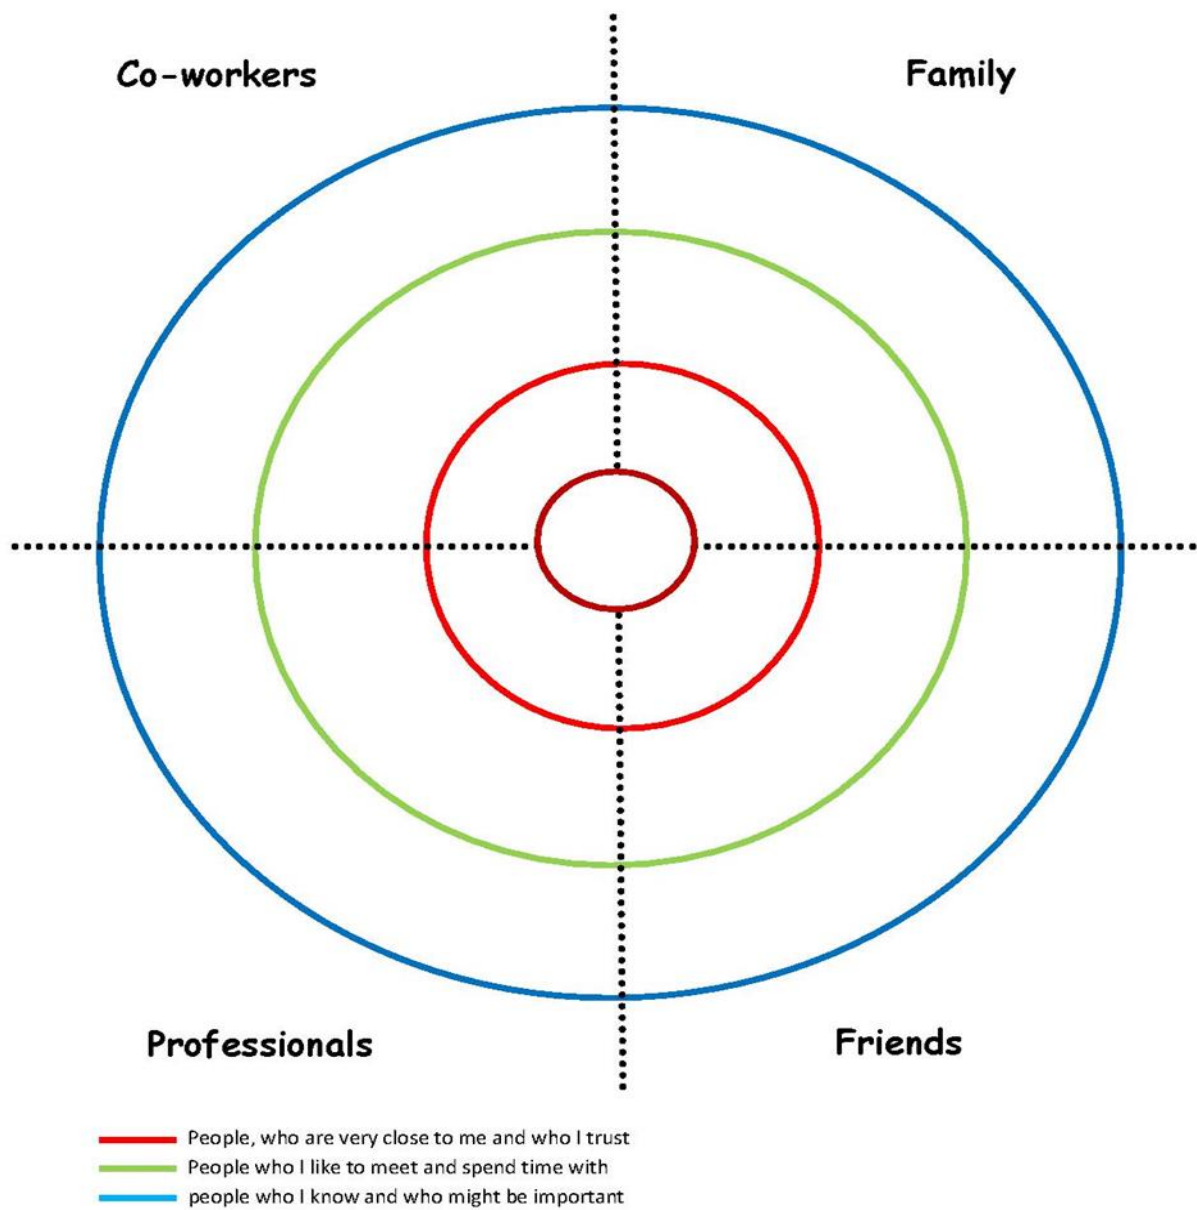 Co-workers
Family
Professionals
Friends
People, who are very close to me and who I trust
People who I like to meet and spend time with
people who I know and who might be important